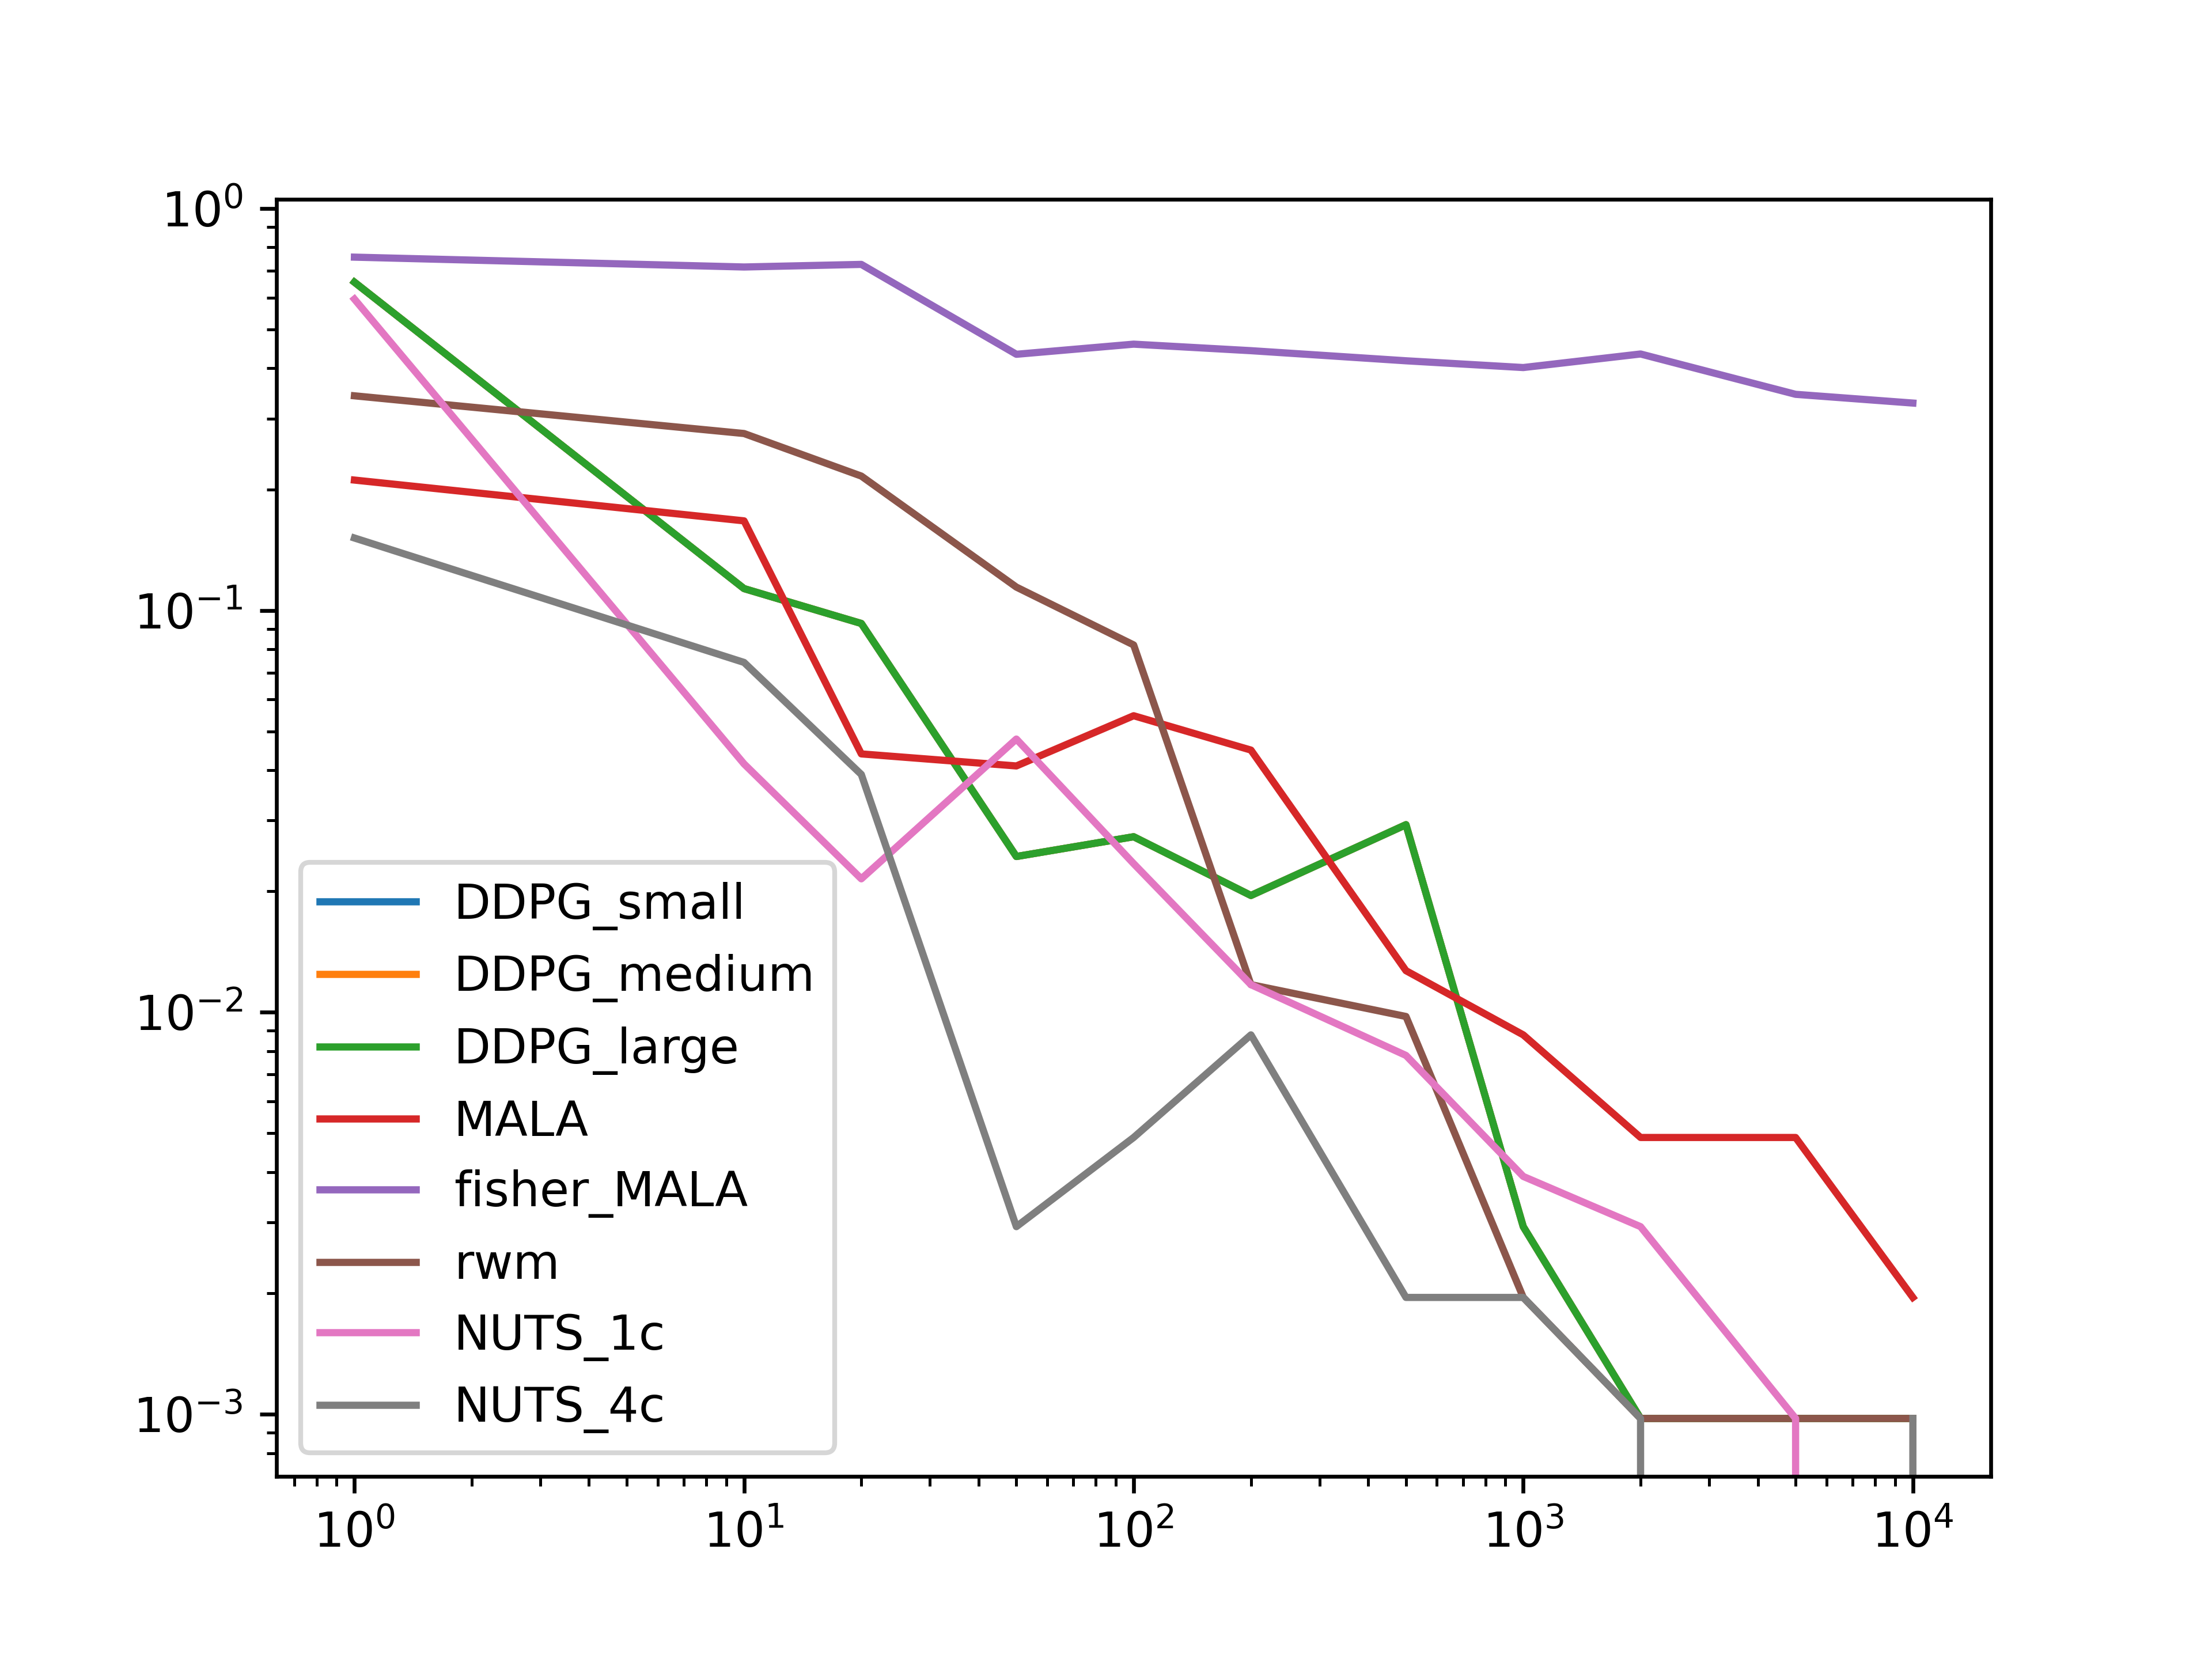 10⁰
10⁻¹
10⁻²
10⁻³
DDPG_small
DDPG_medium
DDPG_large
MALA
fisher_MALA
rwm
NUTS_1c
NUTS_4c
10⁰ 10¹ 10² 10³ 10⁴